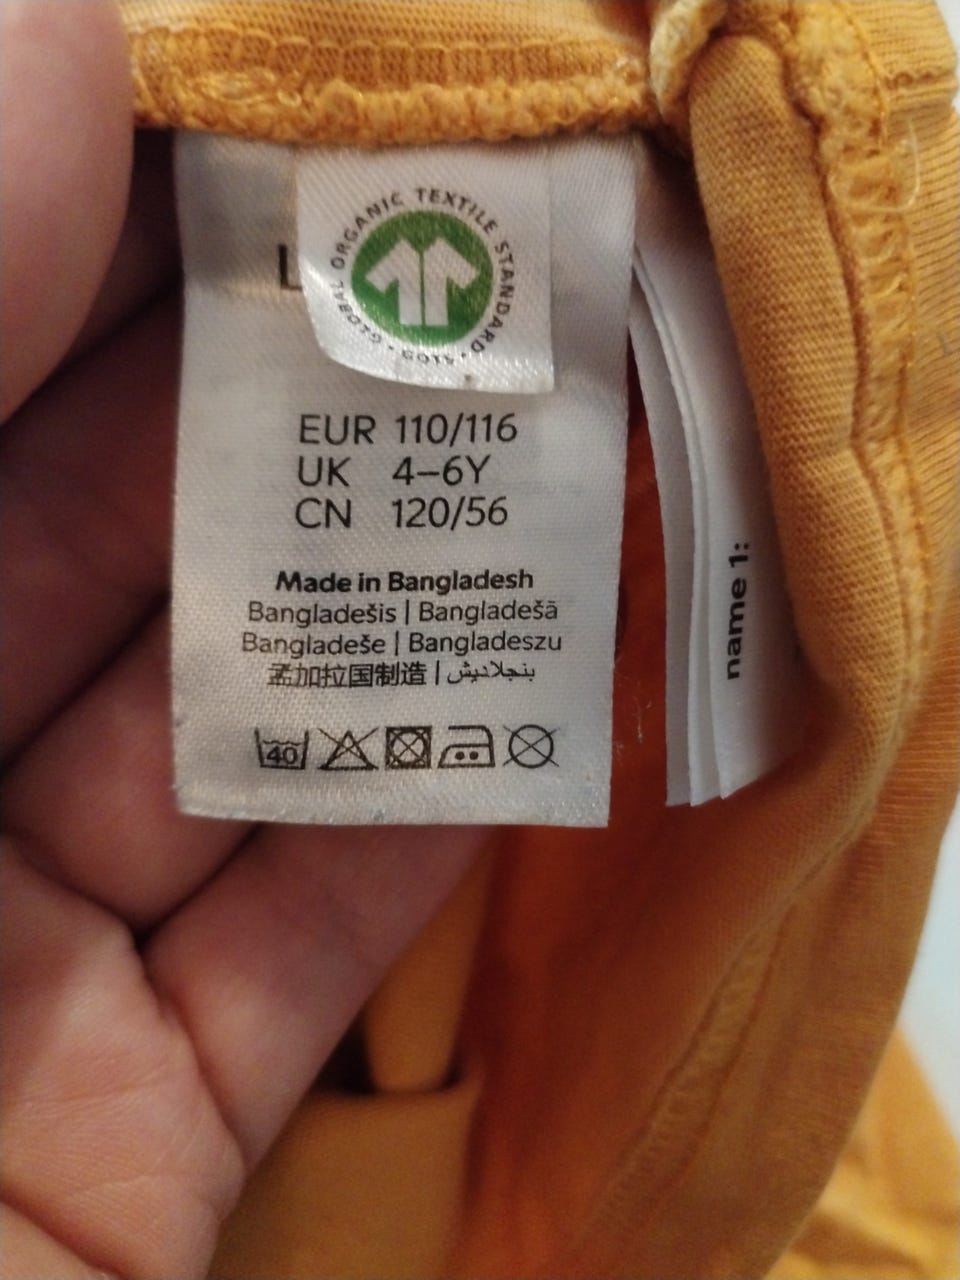 GLOBAL ORGANIC TEXTILE STANDARD • GOTS •
EUR 110/116
UK 4–6Y
CN 120/56
Made in Bangladesh
Bangladešis | Bangladešā
Bangladeše | Bangladeszu
孟加拉国制造 | بنجلاديش
40
name 1: